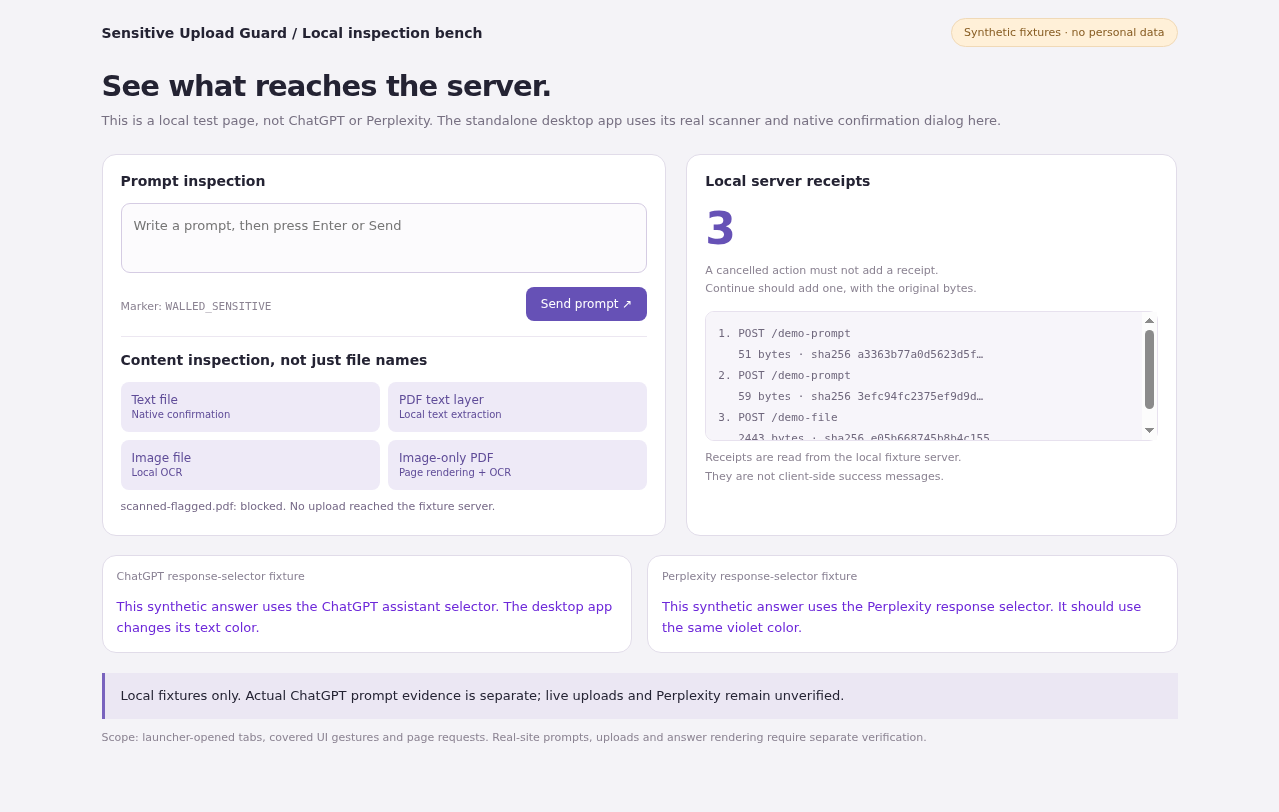 Sensitive Upload Guard / Local inspection bench
Synthetic fixtures · no personal data
See what reaches the server.
This is a local test page, not ChatGPT or Perplexity. The standalone desktop app uses its real scanner and native confirmation dialog here.
Prompt inspection
Write a prompt, then press Enter or Send
Marker: WALLED_SENSITIVE
Send prompt ↗
Content inspection, not just file names
Text file
Native confirmation
PDF text layer
Local text extraction
Image file
Local OCR
Image-only PDF
Page rendering + OCR
scanned-flagged.pdf: blocked. No upload reached the fixture server.
Local server receipts
3
A cancelled action must not add a receipt.
Continue should add one, with the original bytes.
1. POST /demo-prompt
51 bytes · sha256 a3363b77a0d5623d5f…
2. POST /demo-prompt
59 bytes · sha256 3efc94fc2375ef9d9d…
3. POST /demo-file
2443 bytes · sha256 e05b668745b8b4c155
Receipts are read from the local fixture server.
They are not client-side success messages.
ChatGPT response-selector fixture
This synthetic answer uses the ChatGPT assistant selector. The desktop app
changes its text color.
Perplexity response-selector fixture
This synthetic answer uses the Perplexity response selector. It should use
the same violet color.
Local fixtures only. Actual ChatGPT prompt evidence is separate; live uploads and Perplexity remain unverified.
Scope: launcher-opened tabs, covered UI gestures and page requests. Real-site prompts, uploads and answer rendering require separate verification.